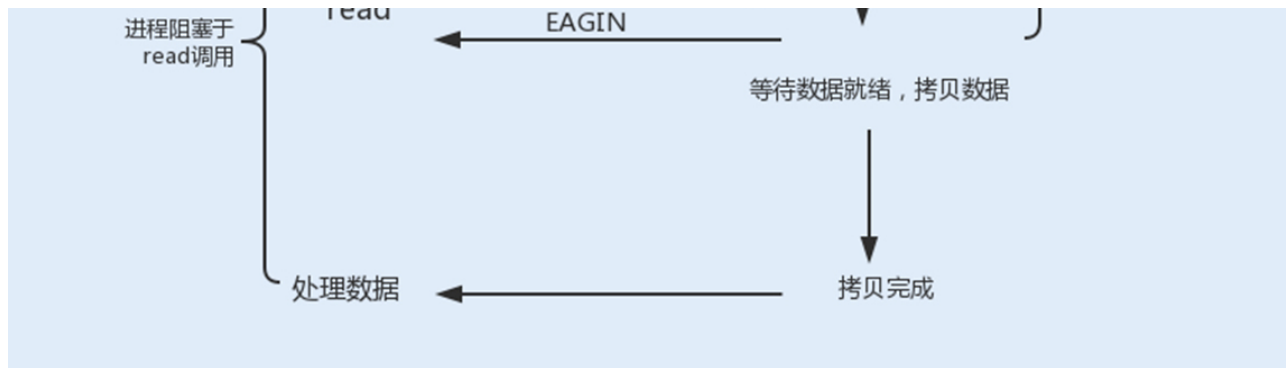 read
EAGIN
进程阻塞于
read调用
等待数据就绪，拷贝数据
处理数据
拷贝完成